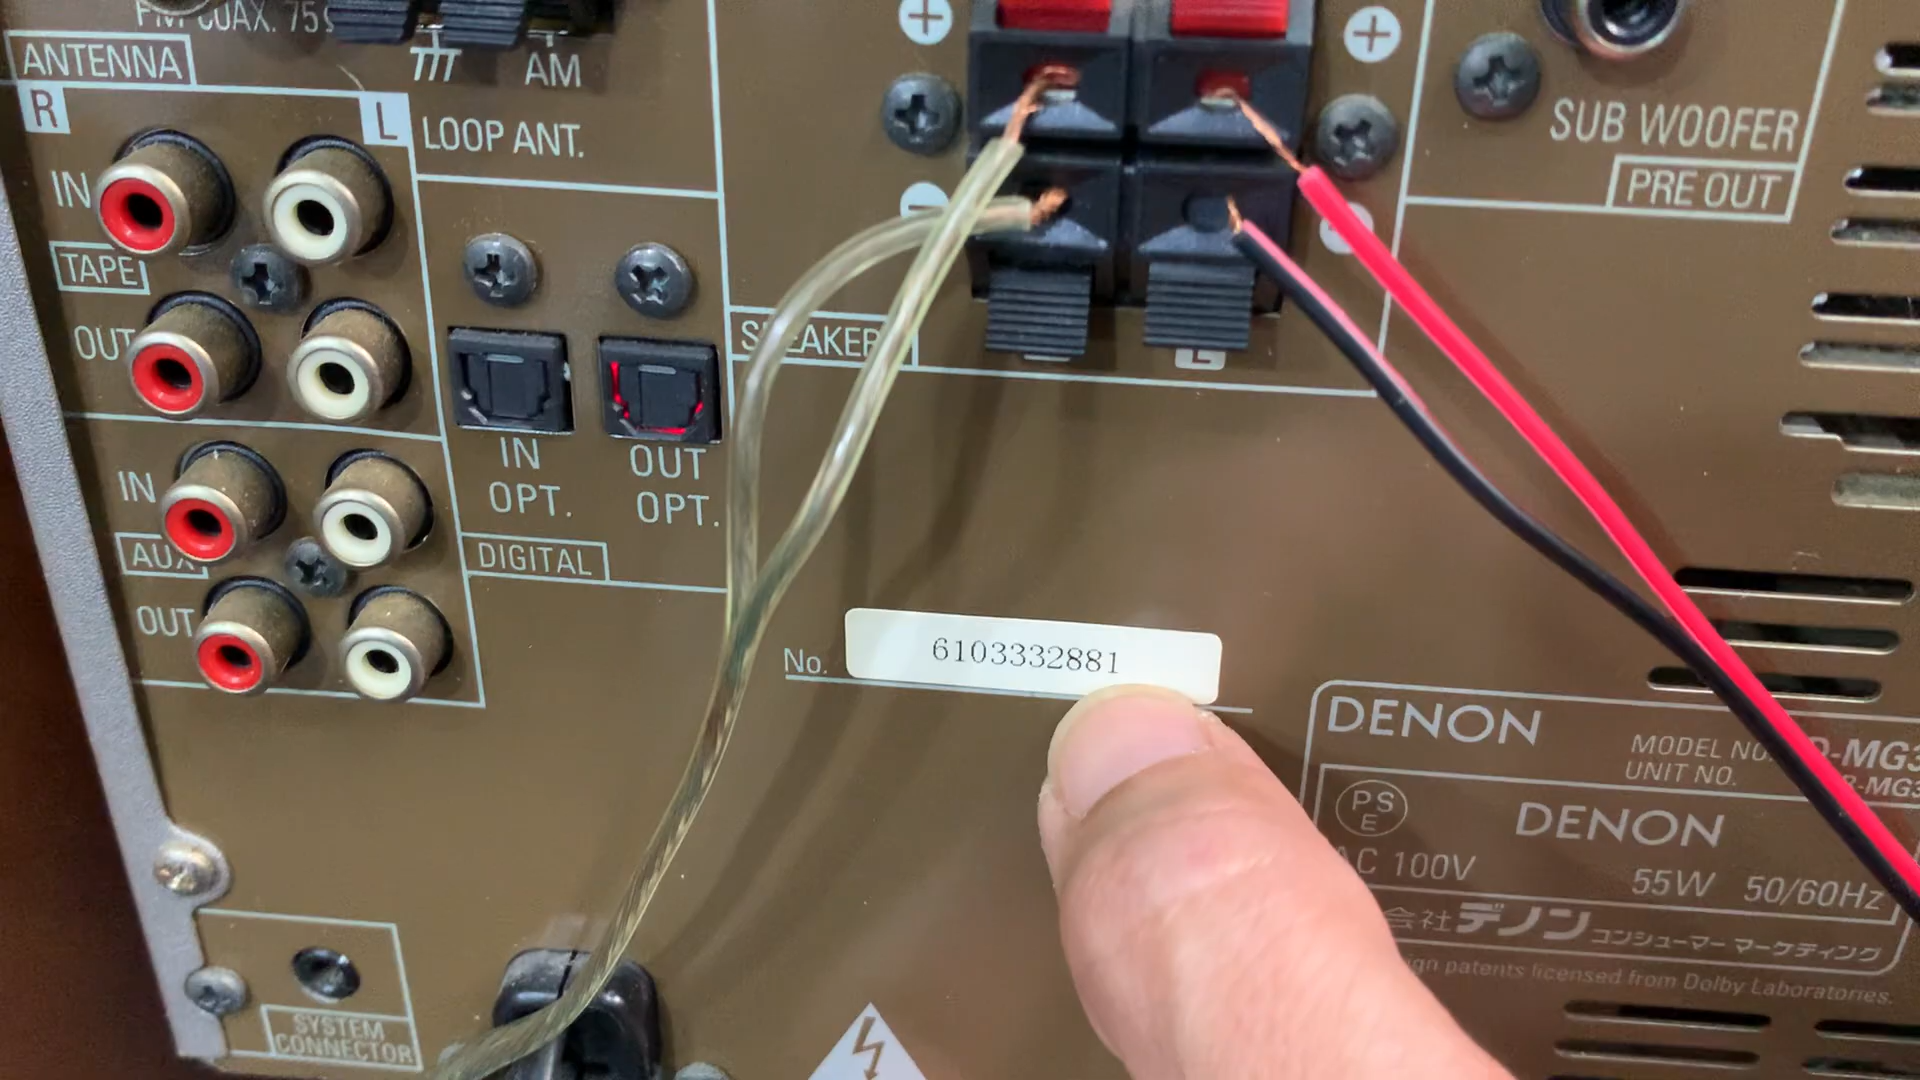 FM COAX. 75Ω
ANTENNA
AM
LOOP ANT.
R
L
IN
TAPE
OUT
IN
AUX
OUT
IN
OPT.
OUT
OPT.
DIGITAL
+
+
−
SPEAKER
L
SUB WOOFER
PRE OUT
No.
6103332881
DENON
MODEL NO.
UNIT NO.
PSE
DENON
AC 100V
55W 50/60Hz
会社デノン コンシューマー マーケティング
patents licensed from Dolby Laboratories.
SYSTEM
CONNECTOR